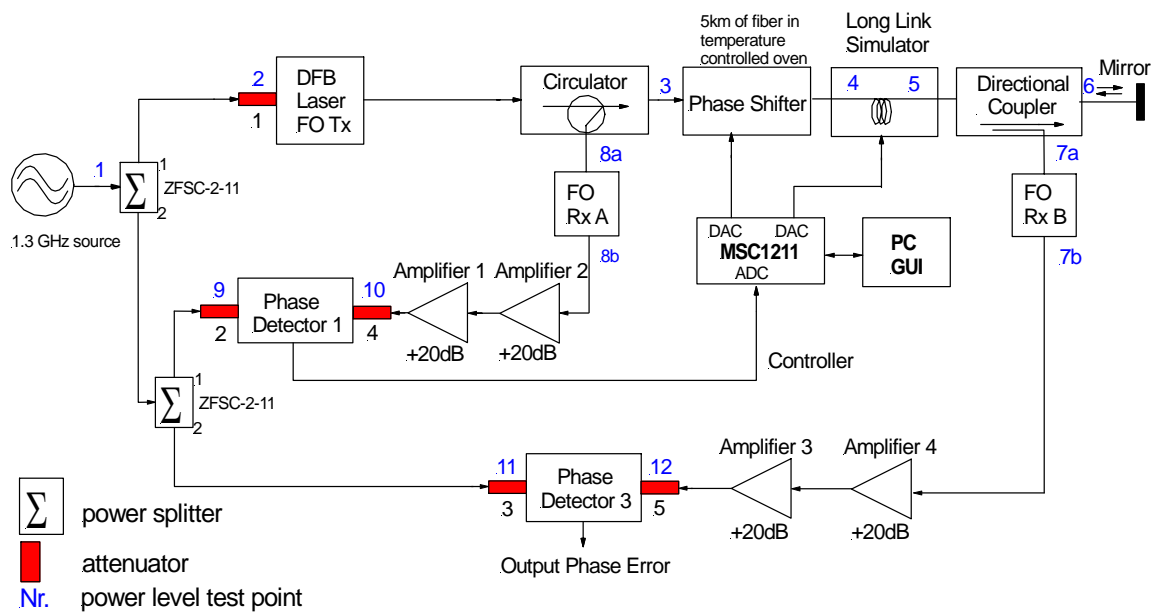 5km of fiber in
temperature
controlled oven
Long Link
Simulator
Mirror
2
DFB
Laser
FO Tx
1
Circulator
3
Phase Shifter
4
5
Directional
Coupler
6
8a
7a
1
1
Σ
2
ZFSC-2-11
1.3 GHz source
FO
Rx A
FO
Rx B
8b
7b
DAC
DAC
MSC1211
ADC
PC
GUI
Amplifier 1
Amplifier 2
9
10
Phase
Detector 1
2
4
+20dB
+20dB
Controller
1
Σ
2
ZFSC-2-11
Amplifier 3
Amplifier 4
11
12
Phase
Detector 3
3
5
+20dB
+20dB
Output Phase Error
Σ
power splitter
attenuator
Nr.
power level test point